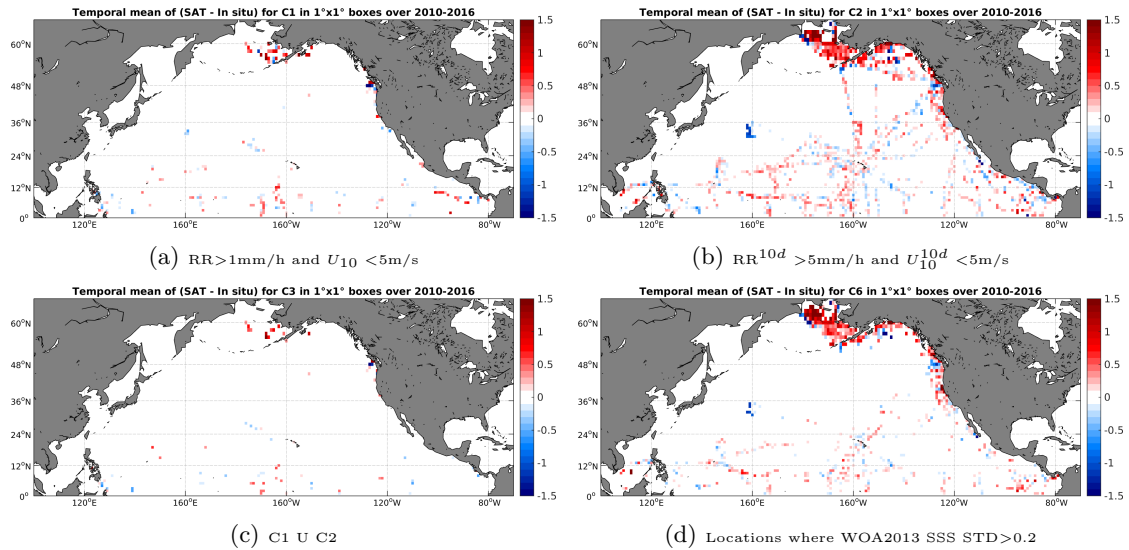 Temporal mean of (SAT - In situ) for C1 in 1°x1° boxes over 2010-2016
1.5
1
0.5
0
-0.5
-1
-1.5
60°N
48°N
36°N
24°N
12°N
0°
120°E
160°E
160°W
120°W
80°W
(a) RR>1mm/h and U10 <5m/s
Temporal mean of (SAT - In situ) for C2 in 1°x1° boxes over 2010-2016
1.5
1
0.5
0
-0.5
-1
-1.5
60°N
48°N
36°N
24°N
12°N
0°
120°E
160°E
160°W
120°W
80°W
(b) RR^10d >5mm/h and U10^10d <5m/s
Temporal mean of (SAT - In situ) for C3 in 1°x1° boxes over 2010-2016
1.5
1
0.5
0
-0.5
-1
-1.5
60°N
48°N
36°N
24°N
12°N
0°
120°E
160°E
160°W
120°W
80°W
(c) C1 U C2
Temporal mean of (SAT - In situ) for C6 in 1°x1° boxes over 2010-2016
1.5
1
0.5
0
-0.5
-1
-1.5
60°N
48°N
36°N
24°N
12°N
0°
120°E
160°E
160°W
120°W
80°W
(d) Locations where WOA2013 SSS STD>0.2